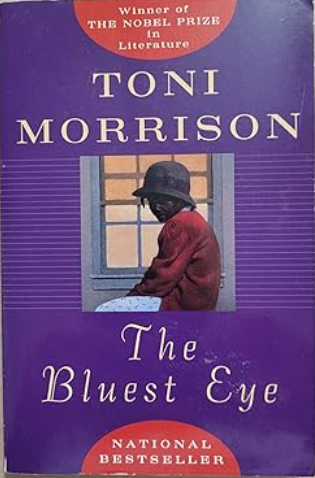 Winner of
THE NOBEL PRIZE
in
Literature
TONI
MORRISON
The
Bluest Eye
NATIONAL
BESTSELLER